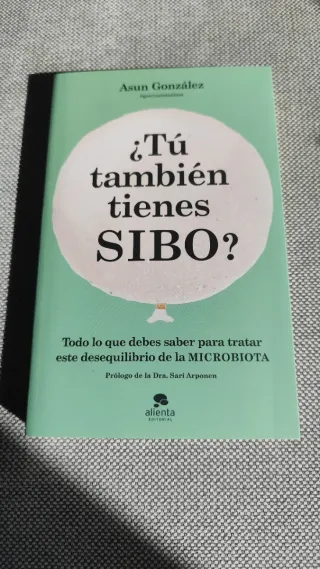 Asun González
¿Tú
también
tienes
SIBO?
Todo lo que debes saber para tratar
este desequilibrio de la MICROBIOTA
Prólogo de la Dra. Sari Arponen
alienta
EDITORIAL